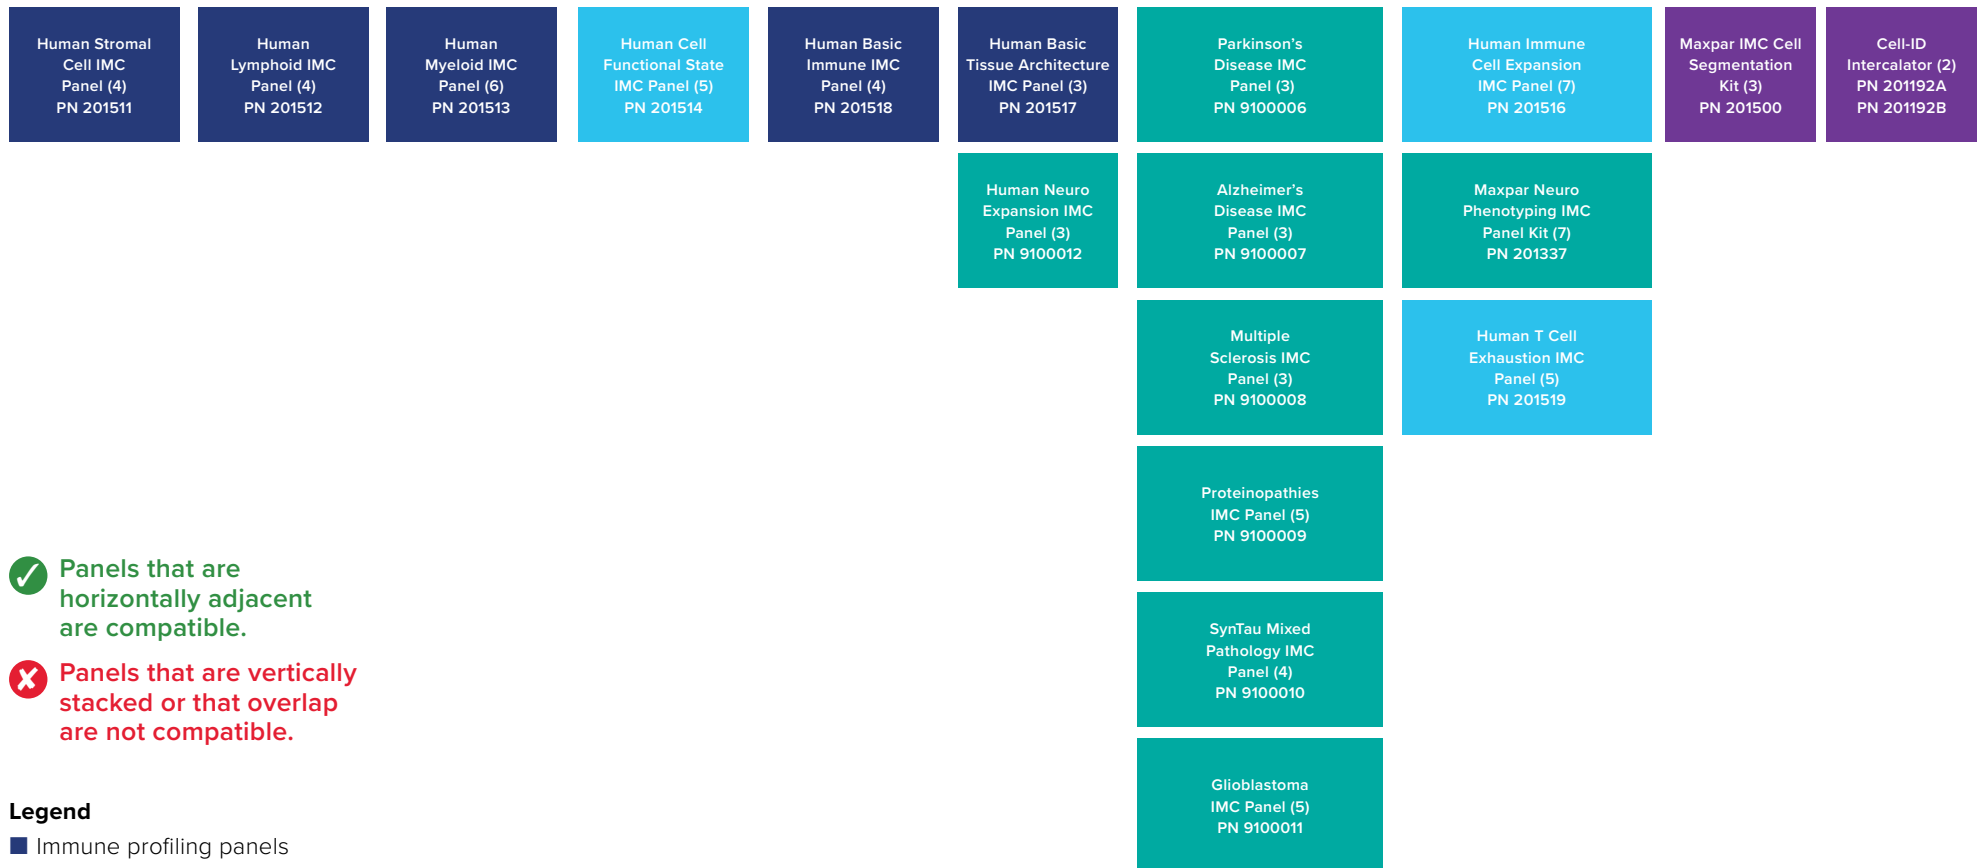 Human Stromal
Cell IMC
Panel (4)
PN 201511
Human
Lymphoid IMC
Panel (4)
PN 201512
Human
Myeloid IMC
Panel (6)
PN 201513
Human Cell
Functional State
IMC Panel (5)
PN 201514
Human Basic
Immune IMC
Panel (4)
PN 201518
Human Basic
Tissue Architecture
IMC Panel (3)
PN 201517
Parkinson's
Disease IMC
Panel (3)
PN 9100006
Human Immune
Cell Expansion
IMC Panel (7)
PN 201516
Maxpar IMC Cell
Segmentation
Kit (3)
PN 201500
Cell-ID
Intercalator (2)
PN 201192A
PN 201192B
Human Neuro
Expansion IMC
Panel (3)
PN 9100012
Alzheimer's
Disease IMC
Panel (3)
PN 9100007
Maxpar Neuro
Phenotyping IMC
Panel Kit (7)
PN 201337
Multiple
Sclerosis IMC
Panel (3)
PN 9100008
Human T Cell
Exhaustion IMC
Panel (5)
PN 201519
Proteinopathies
IMC Panel (5)
PN 9100009
SynTau Mixed
Pathology IMC
Panel (4)
PN 9100010
Glioblastoma
IMC Panel (5)
PN 9100011
Panels that are
horizontally adjacent
are compatible.
Panels that are vertically
stacked or that overlap
are not compatible.
Legend
Immune profiling panels